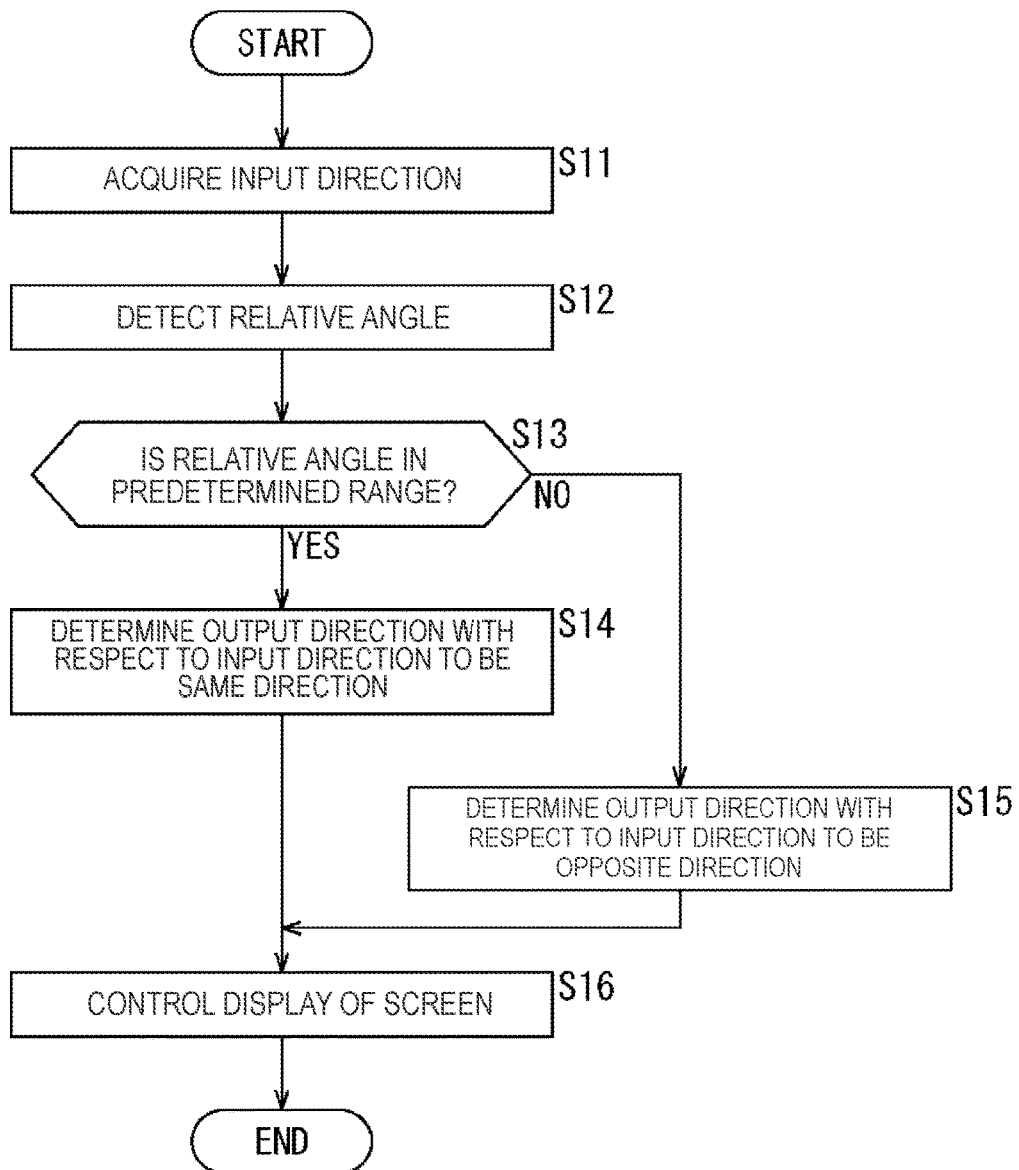 START
ACQUIRE INPUT DIRECTION
S11
DETECT RELATIVE ANGLE
S12
IS RELATIVE ANGLE IN
PREDETERMINED RANGE?
S13
NO
YES
DETERMINE OUTPUT DIRECTION WITH
RESPECT TO INPUT DIRECTION TO BE
SAME DIRECTION
S14
DETERMINE OUTPUT DIRECTION WITH
RESPECT TO INPUT DIRECTION TO BE
OPPOSITE DIRECTION
S15
CONTROL DISPLAY OF SCREEN
S16
END